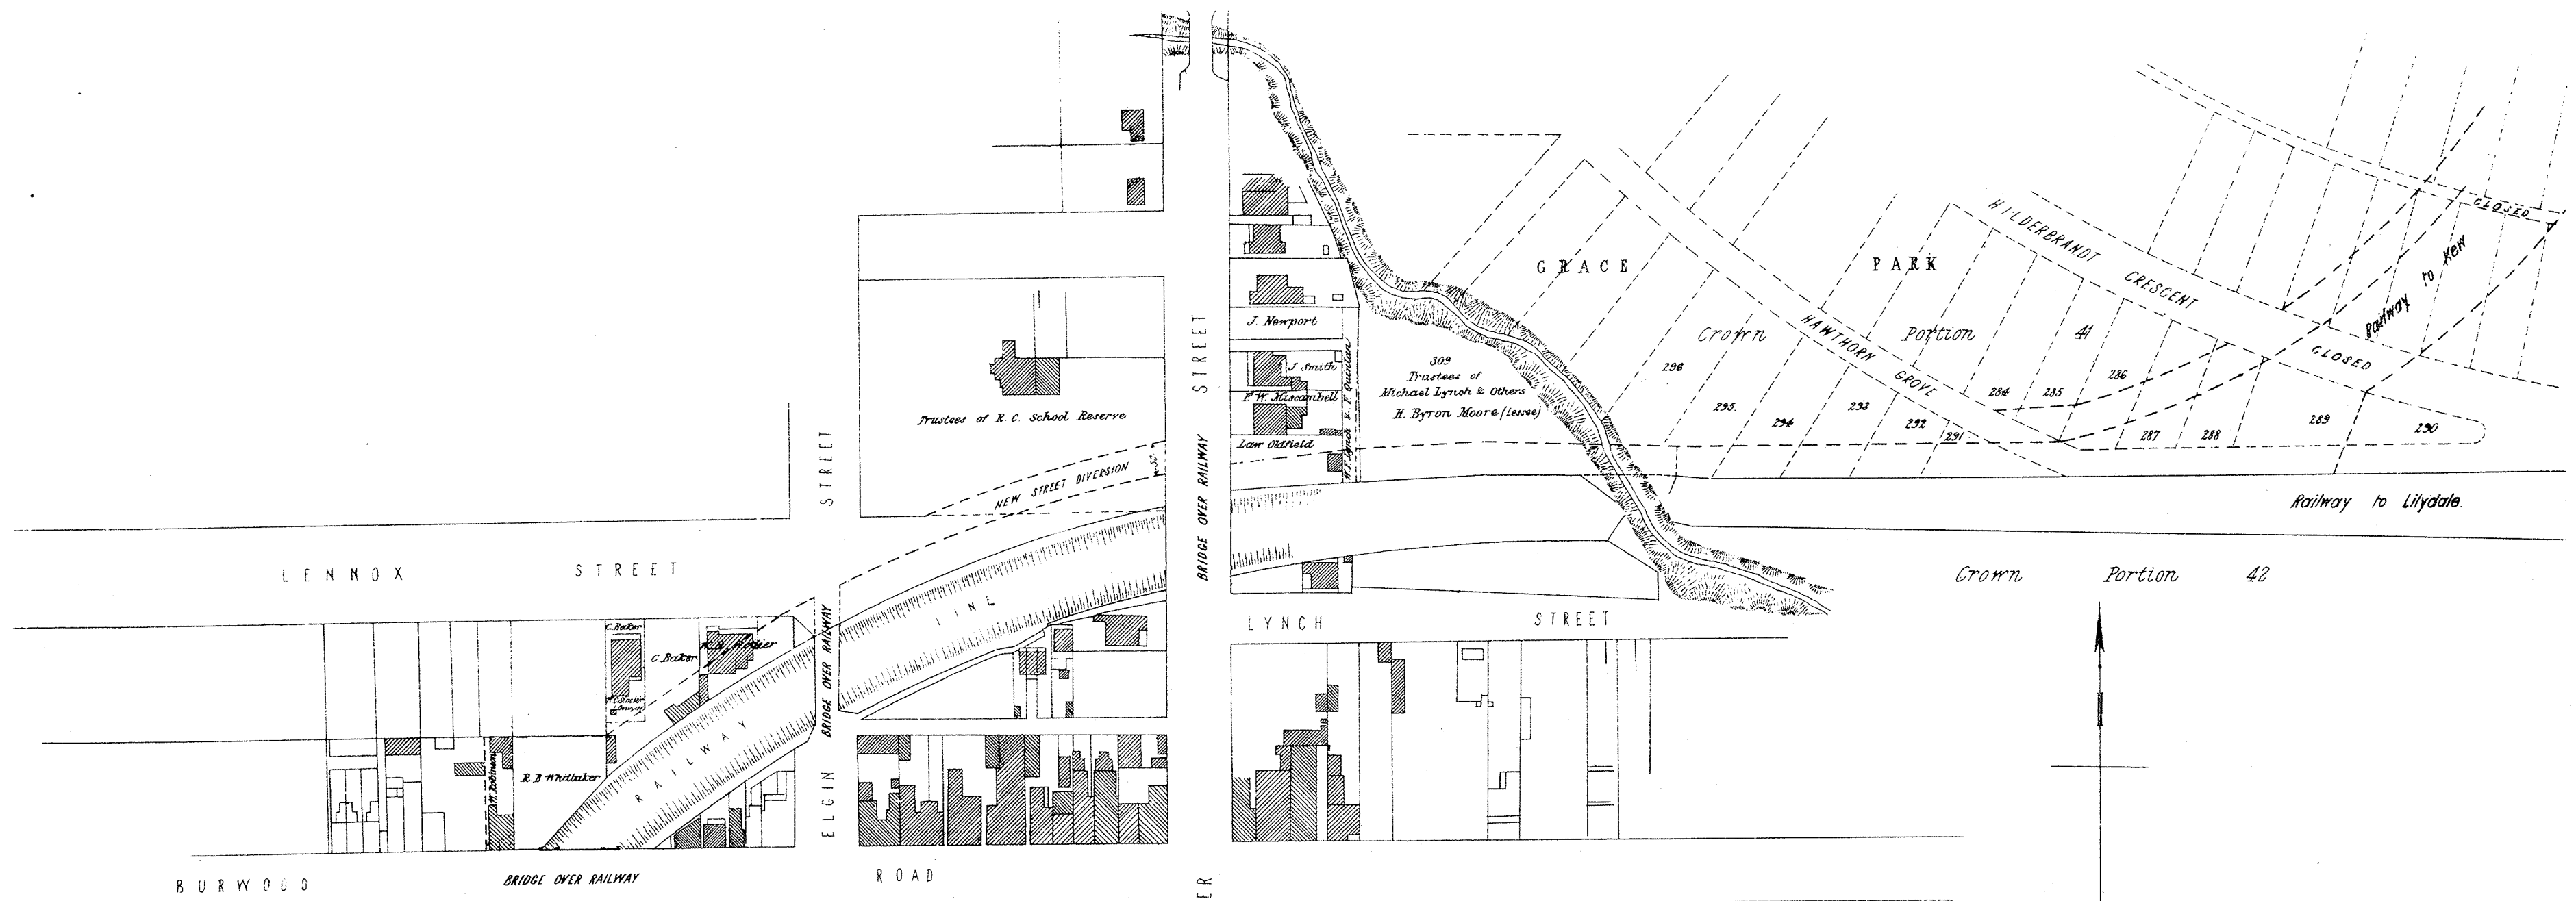 CLOSED
HILDERBRANDT CRESCENT
CLOSED
GRACE PARK
Railway to Kew
Crown Portion 41
HAWTHORN GROVE
296
295
294
293
292
291
284
285
286
287
288
289
290
J. Newport
J. Smith
F. W. Miscambell
Law Oldfield
W. F. Lynch & F. Quinlan
309
Trustees of
Michael Lynch & Others
H. Byron Moore (Lessee)
STREET
BRIDGE OVER RAILWAY
Trustees of R. C. School Reserve
NEW STREET DIVERSION
STREET
Railway to Lilydale.
LENNOX STREET
Crown Portion 42
LINE
LYNCH STREET
C. Baker
C. Baker
BRIDGE OVER RAILWAY
RAILWAY
R. B. Whittaker
W. Robinson
ELGIN
BURWOOD ROAD
BRIDGE OVER RAILWAY
ER